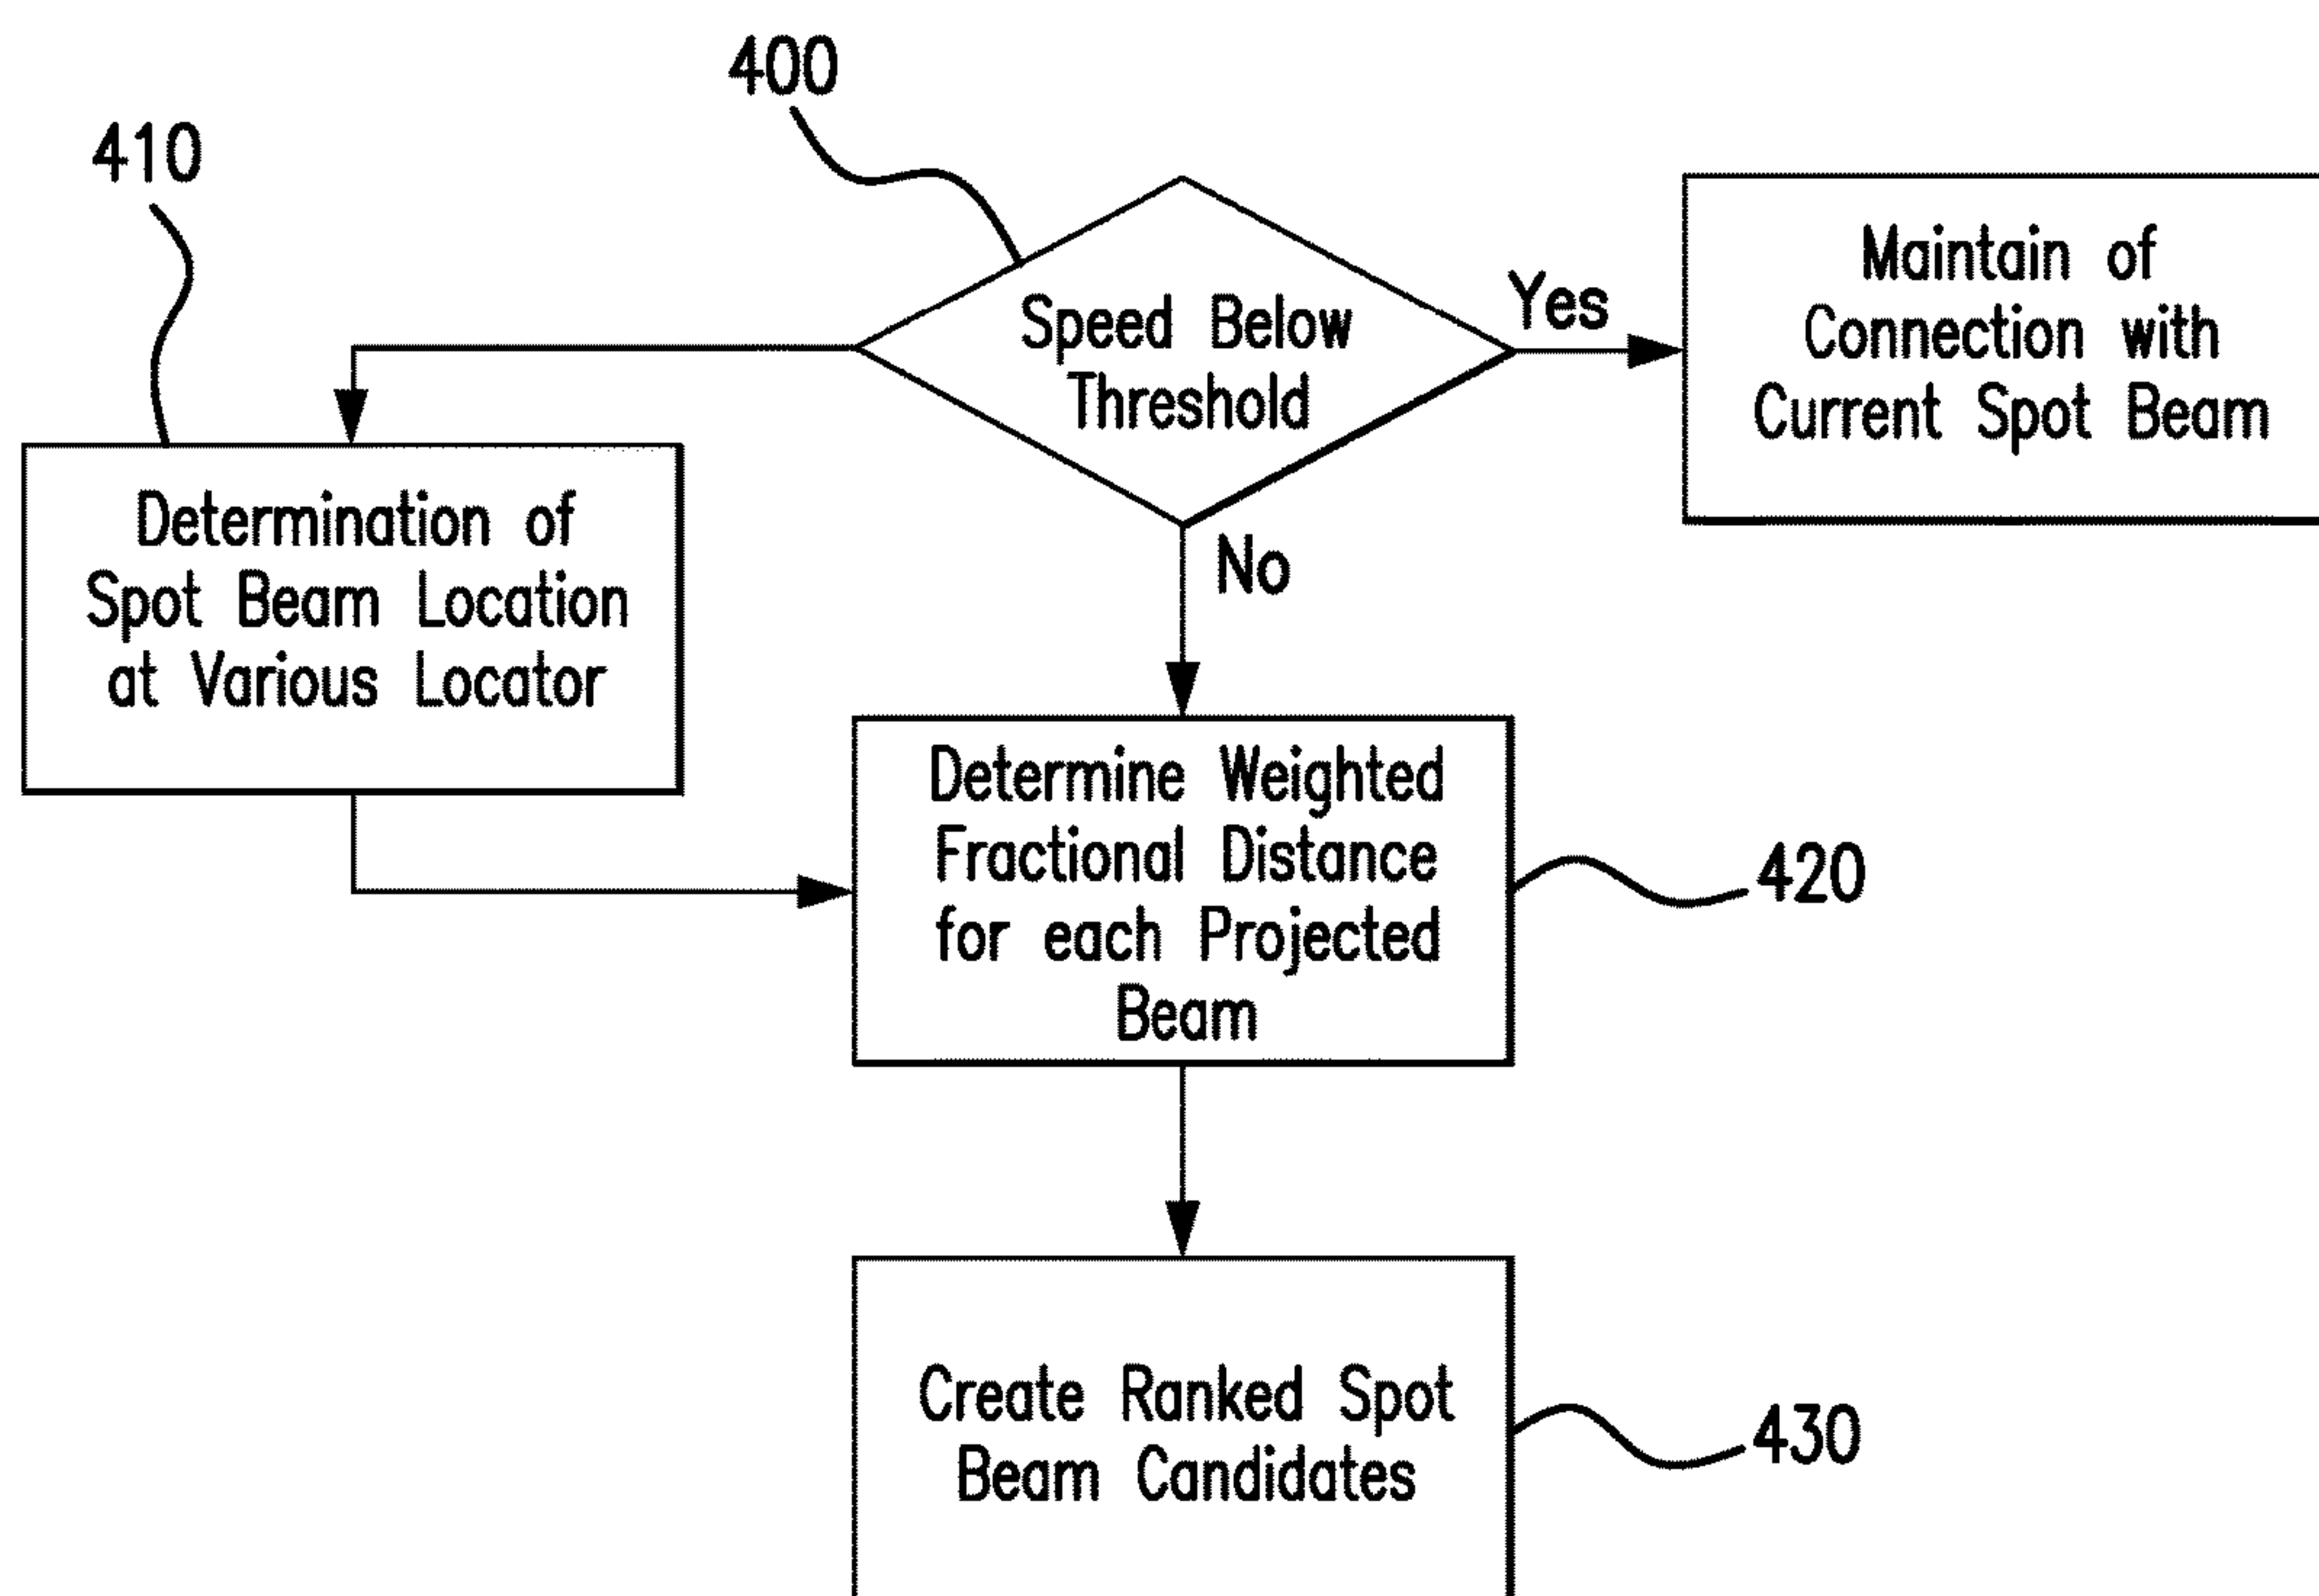 400
410
Speed Below
Threshold
Yes
Maintain of
Connection with
Current Spot Beam
No
Determination of
Spot Beam Location
at Various Locator
Determine Weighted
Fractional Distance
for each Projected
Beam
420
Create Ranked Spot
Beam Candidates
430